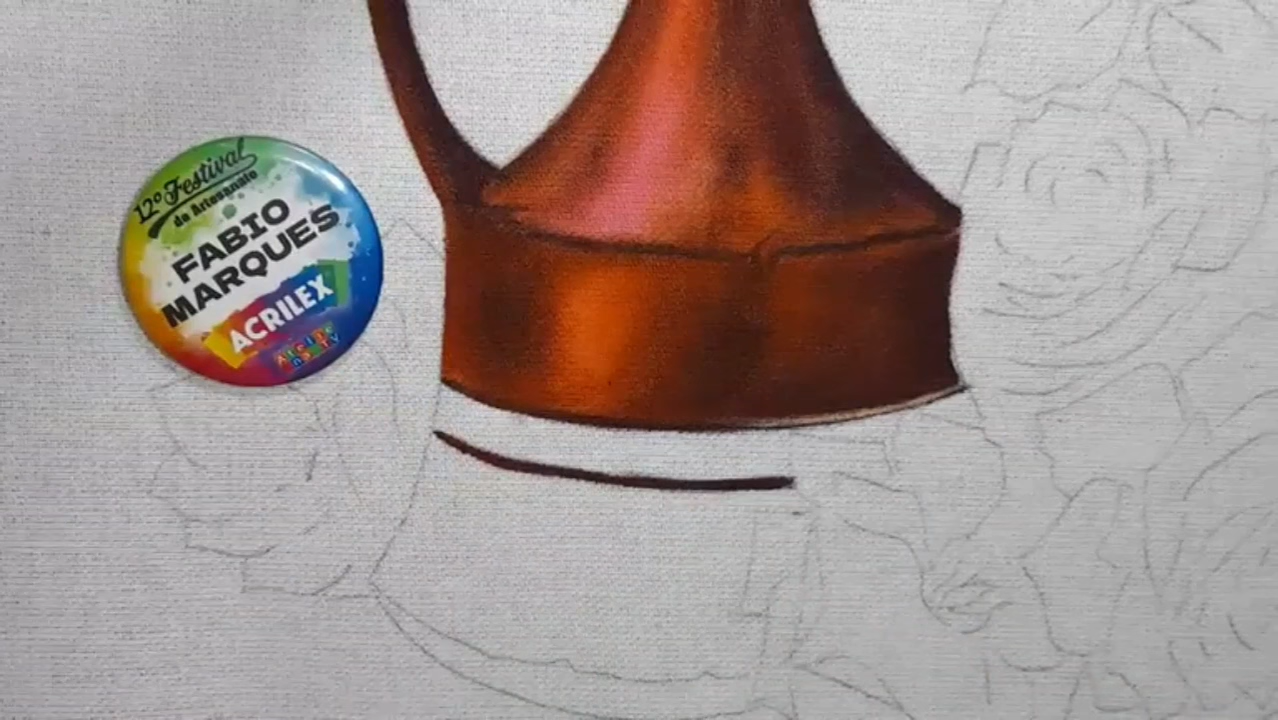 12º Festival
de Artesanato
FABIO
MARQUES
ACRILEX